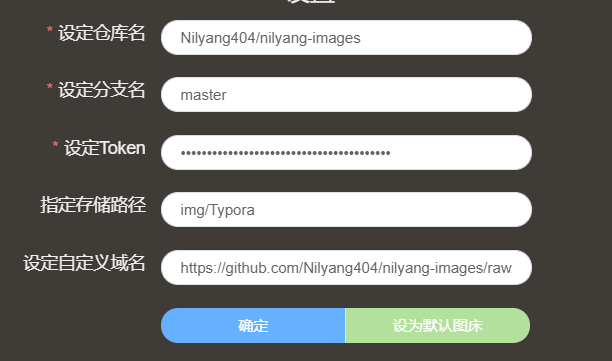 * 设定仓库名
Nilyang404/nilyang-images
* 设定分支名
master
* 设定Token
••••••••••••••••••••••••••••••••••••••••
指定存储路径
img/Typora
设定自定义域名
https://github.com/Nilyang404/nilyang-images/raw
确定
设为默认图床